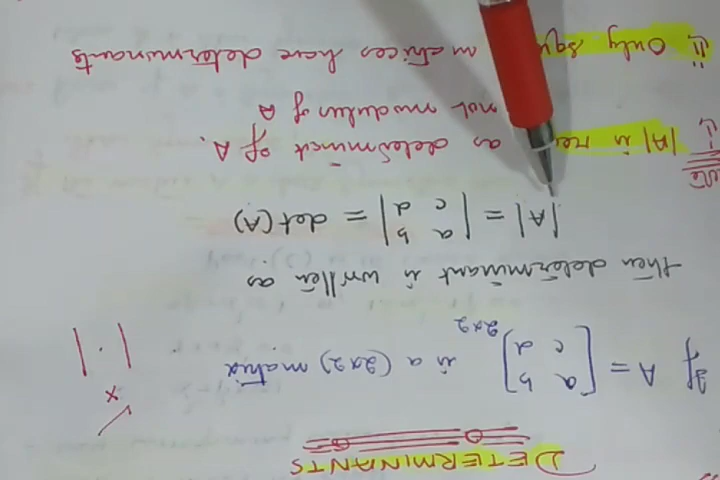 DETERMINANTS
If A = [a b
c d]2x2 is a (2x2) matrix
then determinant is written as
|A| = |a b
c d| = det (A)
i, |A| is as determinant of A.
not modulus of A
ii, Only matrices have determinants